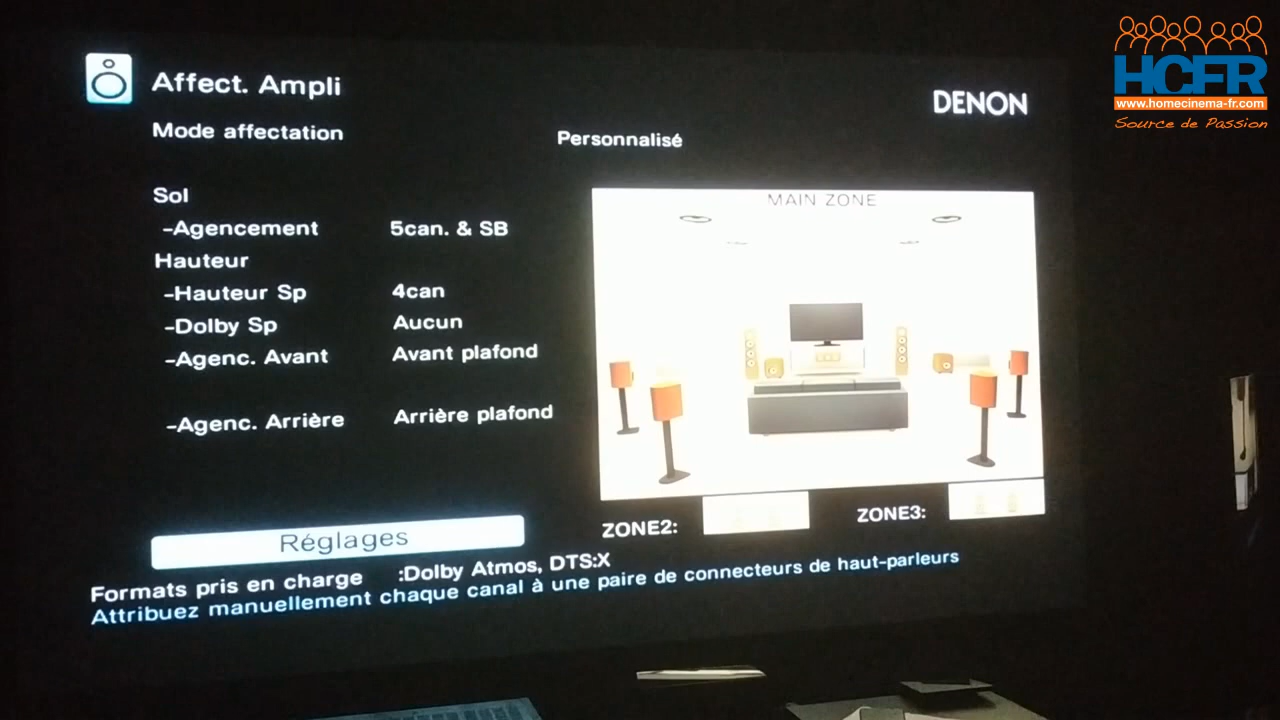 HCFR
www.homecinema-fr.com
Source de Passion
Affect. Ampli
DENON
Mode affectation
Personnalisé
Sol
-Agencement
5can. & SB
Hauteur
-Hauteur Sp
4can
-Dolby Sp
Aucun
-Agenc. Avant
Avant plafond
-Agenc. Arrière
Arrière plafond
MAIN ZONE
ZONE2:
ZONE3:
Réglages
Formats pris en charge :Dolby Atmos, DTS:X
Attribuez manuellement chaque canal à une paire de connecteurs de haut-parleurs